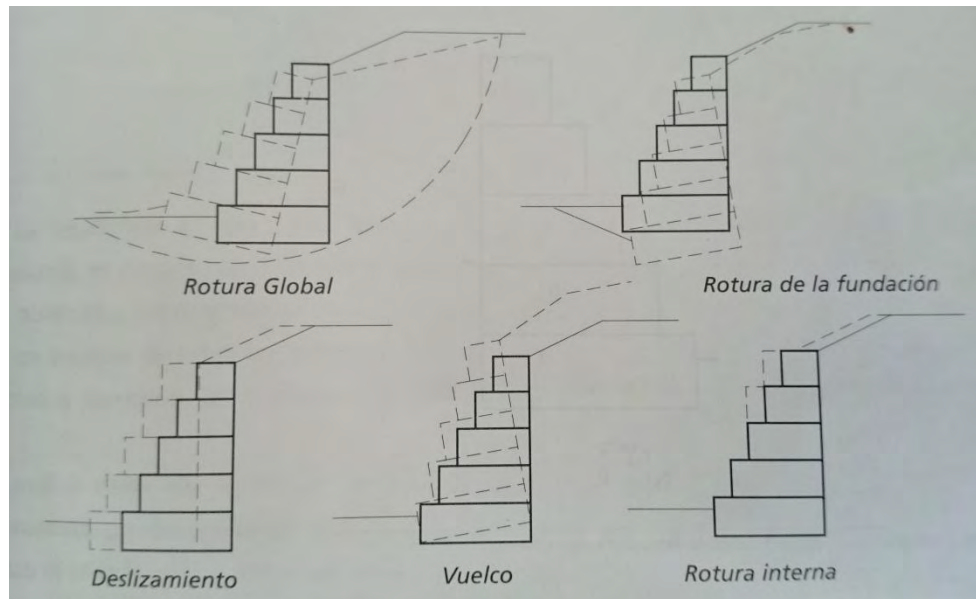 Rotura Global
Rotura de la fundación
Deslizamiento
Vuelco
Rotura interna